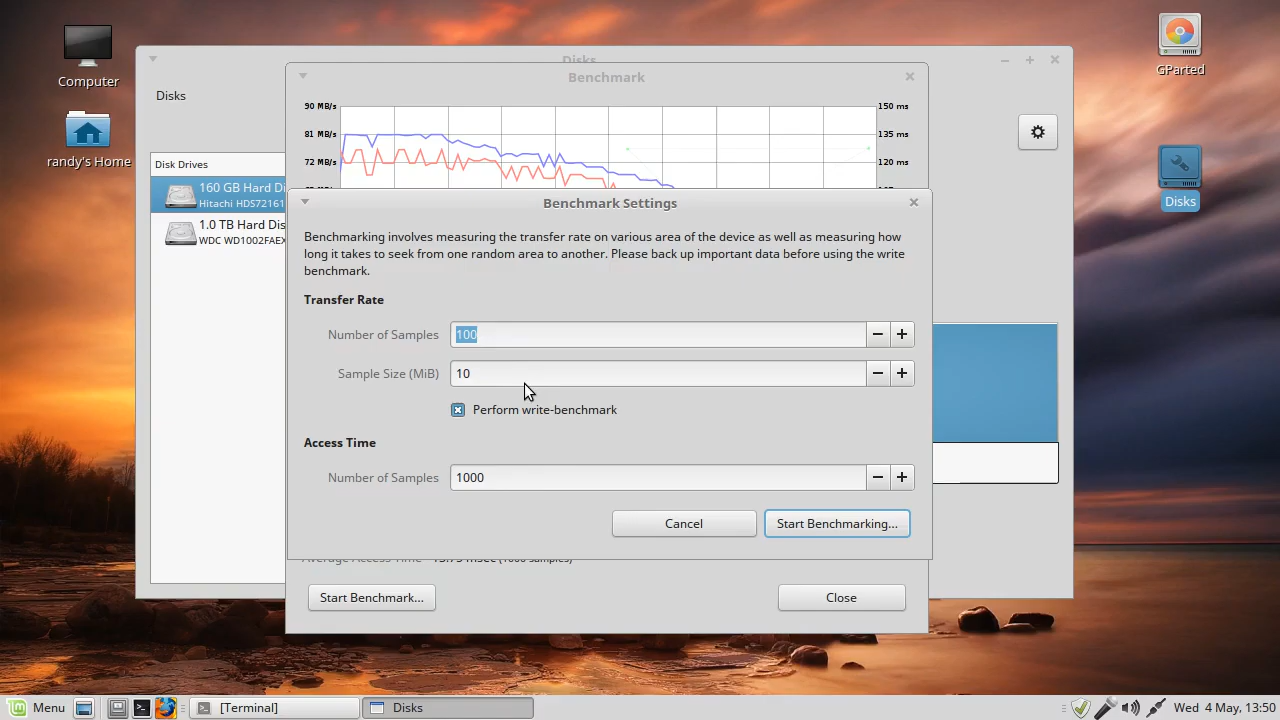 Computer
randy's Home
GParted
Disks
Disks
Disks
Disk Drives
160 GB Hard Di
Hitachi HDS72161
1.0 TB Hard Dis
WDC WD1002FAEX
Benchmark
90 MB/s
150 ms
81 MB/s
135 ms
72 MB/s
120 ms
Benchmark Settings
Benchmarking involves measuring the transfer rate on various area of the device as well as measuring how
long it takes to seek from one random area to another. Please back up important data before using the write
benchmark.
Transfer Rate
Number of Samples
100
Sample Size (MiB)
10
Perform write-benchmark
Access Time
Number of Samples
1000
Cancel
Start Benchmarking...
Start Benchmark...
Close
Menu
[Terminal]
Disks
Wed 4 May, 13:50